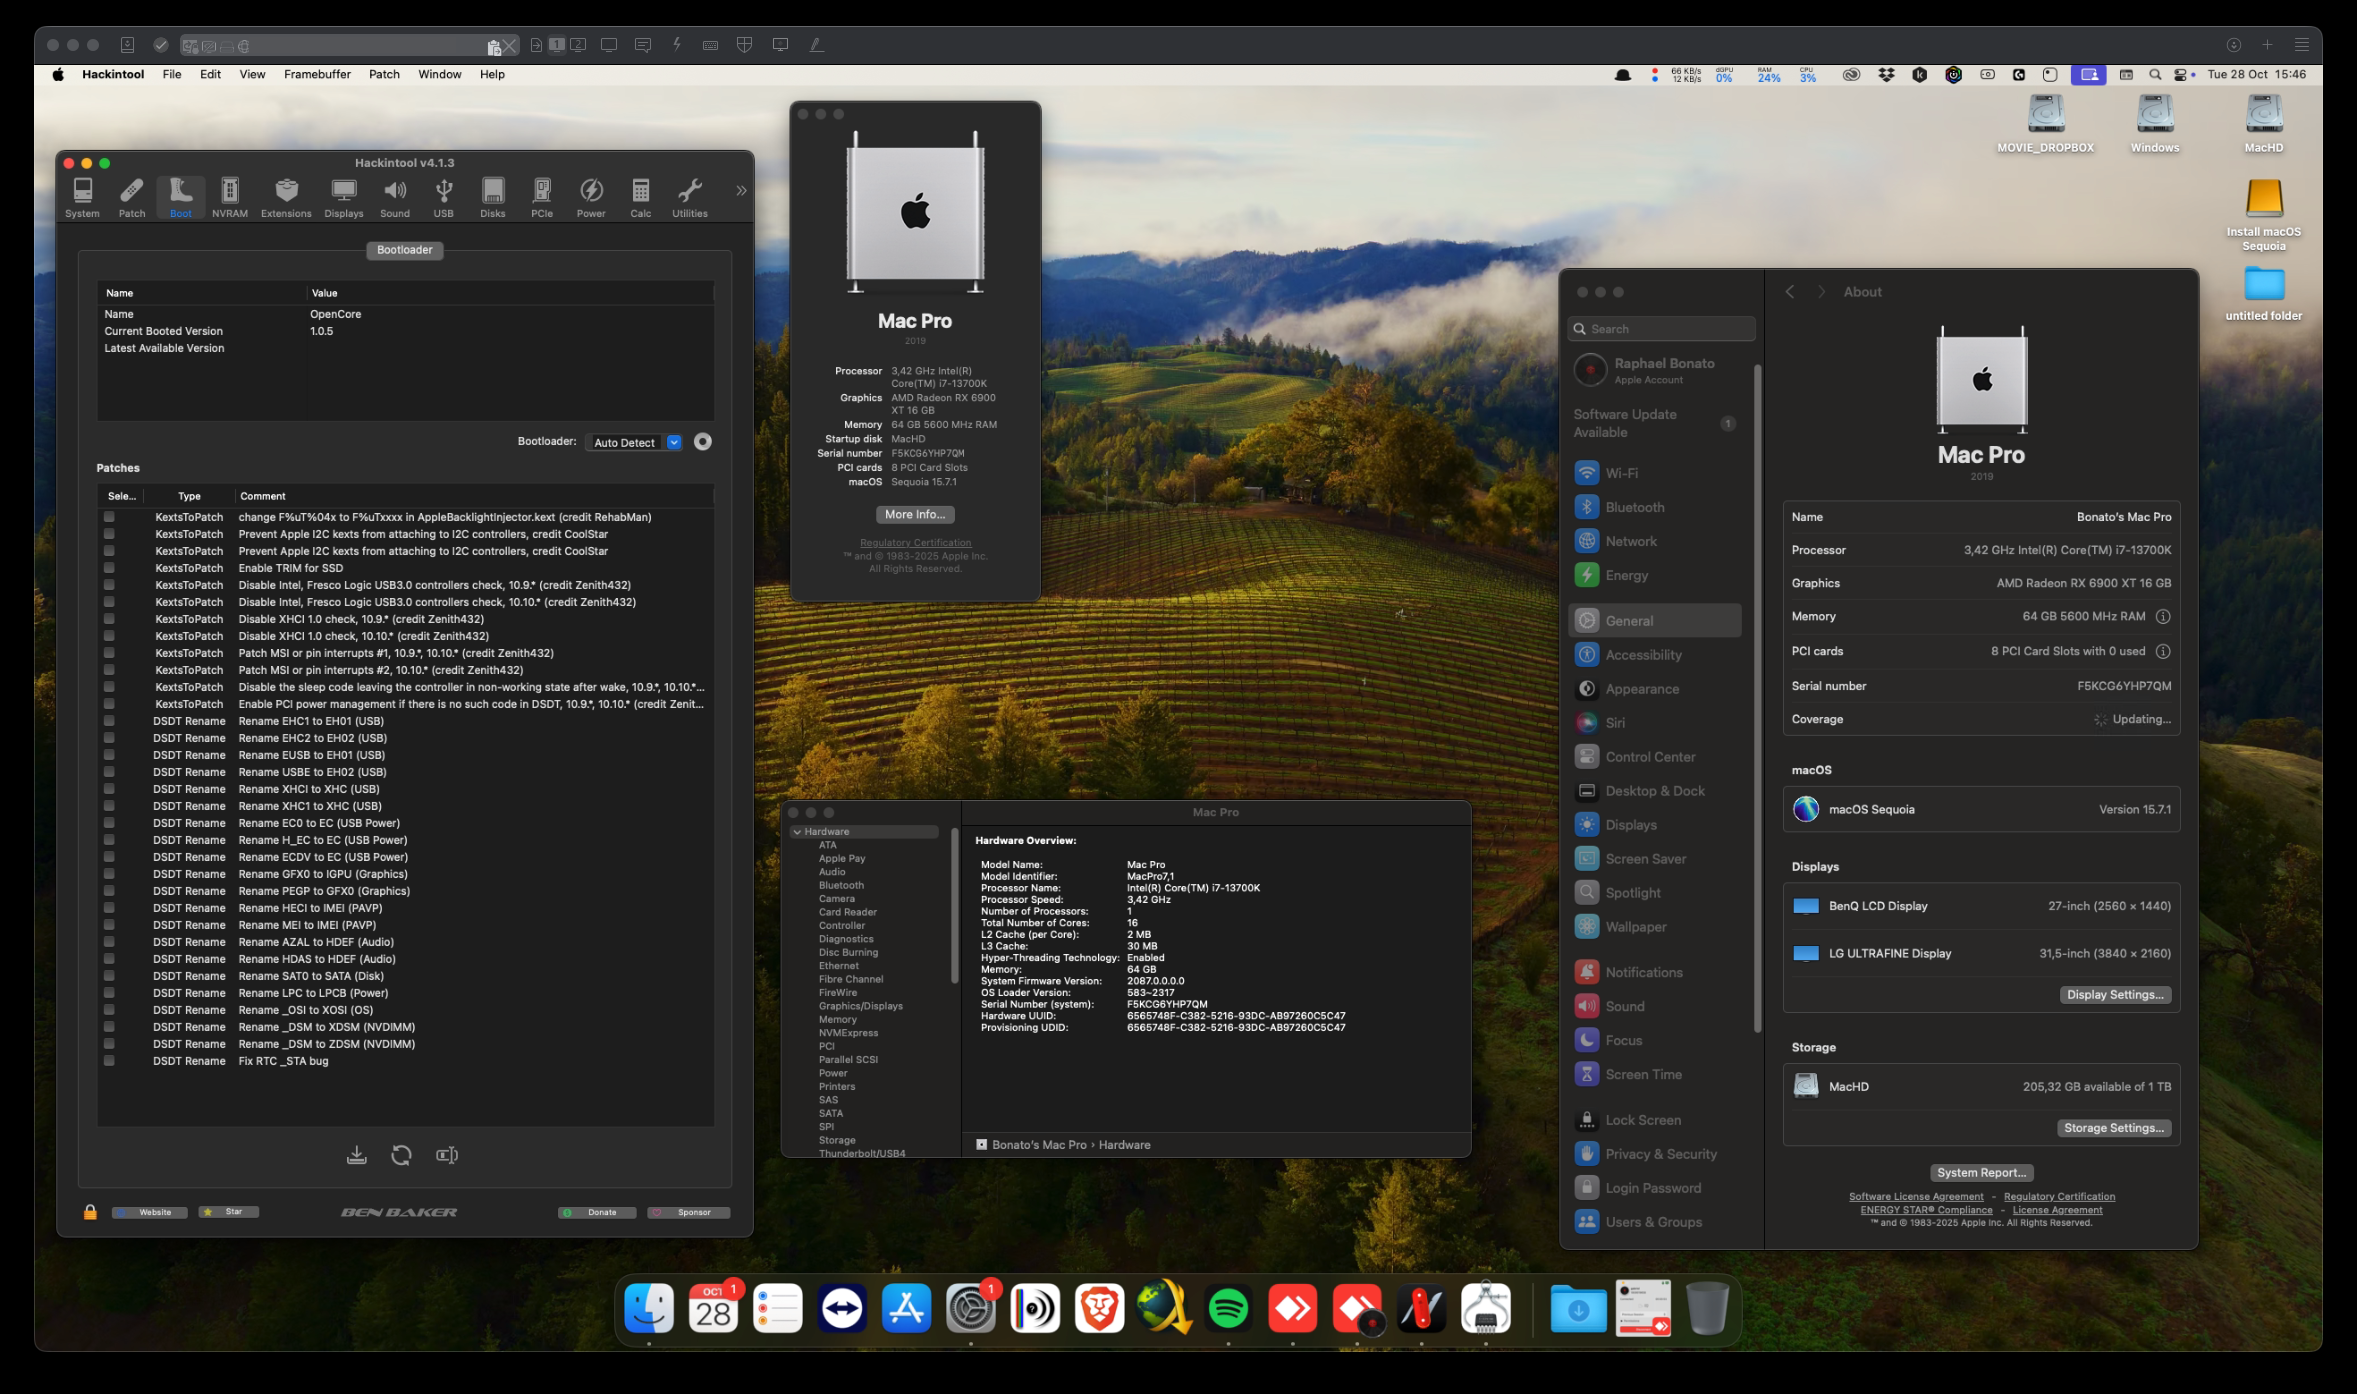 1 2
Hackintool File Edit View Framebuffer Patch Window Help
66 KB/s 12 KB/s dGPU 0% RAM 24% CPU 3% Tue 28 Oct 15:46
MOVIE_DROPBOX Windows MacHD
Install macOS
Sequoia
untitled folder
Hackintool v4.1.3
System Patch Boot NVRAM Extensions Displays Sound USB Disks PCIe Power Calc Utilities
Bootloader
Name Value
Name OpenCore
Current Booted Version 1.0.5
Latest Available Version
Bootloader: Auto Detect
Patches
Sele... Type Comment
KextsToPatch change F%uT%04x to F%uTxxxx in AppleBacklightInjector.kext (credit RehabMan)
KextsToPatch Prevent Apple I2C kexts from attaching to I2C controllers, credit CoolStar
KextsToPatch Prevent Apple I2C kexts from attaching to I2C controllers, credit CoolStar
KextsToPatch Enable TRIM for SSD
KextsToPatch Disable Intel, Fresco Logic USB3.0 controllers check, 10.9.* (credit Zenith432)
KextsToPatch Disable Intel, Fresco Logic USB3.0 controllers check, 10.10.* (credit Zenith432)
KextsToPatch Disable XHCI 1.0 check, 10.9.* (credit Zenith432)
KextsToPatch Disable XHCI 1.0 check, 10.10.* (credit Zenith432)
KextsToPatch Patch MSI or pin interrupts #1, 10.9.*, 10.10.* (credit Zenith432)
KextsToPatch Patch MSI or pin interrupts #2, 10.10.* (credit Zenith432)
KextsToPatch Disable the sleep code leaving the controller in non-working state after wake, 10.9.*, 10.10.*...
KextsToPatch Enable PCI power management if there is no such code in DSDT, 10.9.*, 10.10.* (credit Zenit...
DSDT Rename Rename EHC1 to EH01 (USB)
DSDT Rename Rename EHC2 to EH02 (USB)
DSDT Rename Rename EUSB to EH01 (USB)
DSDT Rename Rename USBE to EH02 (USB)
DSDT Rename Rename XHCI to XHC (USB)
DSDT Rename Rename XHC1 to XHC (USB)
DSDT Rename Rename EC0 to EC (USB Power)
DSDT Rename Rename H_EC to EC (USB Power)
DSDT Rename Rename ECDV to EC (USB Power)
DSDT Rename Rename GFX0 to IGPU (Graphics)
DSDT Rename Rename PEGP to GFX0 (Graphics)
DSDT Rename Rename HECI to IMEI (PAVP)
DSDT Rename Rename MEI to IMEI (PAVP)
DSDT Rename Rename AZAL to HDEF (Audio)
DSDT Rename Rename HDAS to HDEF (Audio)
DSDT Rename Rename SAT0 to SATA (Disk)
DSDT Rename Rename LPC to LPCB (Power)
DSDT Rename Rename _OSI to XOSI (OS)
DSDT Rename Rename _DSM to XDSM (NVDIMM)
DSDT Rename Rename _DSM to ZDSM (NVDIMM)
DSDT Rename Fix RTC _STA bug
Website Star BEN BAKER Donate Sponsor
Mac Pro
2019
Processor 3,42 GHz Intel(R)
Core(TM) i7-13700K
Graphics AMD Radeon RX 6900
XT 16 GB
Memory 64 GB 5600 MHz RAM
Startup disk MacHD
Serial number F5KCG6YHP7QM
PCI cards 8 PCI Card Slots
macOS Sequoia 15.7.1
More Info...
Regulatory Certification
™ and © 1983-2025 Apple Inc.
All Rights Reserved.
Mac Pro
Hardware
ATA
Apple Pay
Audio
Bluetooth
Camera
Card Reader
Controller
Diagnostics
Disc Burning
Ethernet
Fibre Channel
FireWire
Graphics/Displays
Memory
NVMExpress
PCI
Parallel SCSI
Power
Printers
SAS
SATA
SPI
Storage
Thunderbolt/USB4
Hardware Overview:
Model Name: Mac Pro
Model Identifier: MacPro7,1
Processor Name: Intel(R) Core(TM) i7-13700K
Processor Speed: 3,42 GHz
Number of Processors: 1
Total Number of Cores: 16
L2 Cache (per Core): 2 MB
L3 Cache: 30 MB
Hyper-Threading Technology: Enabled
Memory: 64 GB
System Firmware Version: 2087.0.0.0.0
OS Loader Version: 583~2317
Serial Number (system): F5KCG6YHP7QM
Hardware UUID: 6565748F-C382-5216-93DC-AB97260C5C47
Provisioning UDID: 6565748F-C382-5216-93DC-AB97260C5C47
Bonato's Mac Pro › Hardware
Search
Raphael Bonato
Apple Account
Software Update
Available 1
Wi-Fi
Bluetooth
Network
Energy
General
Accessibility
Appearance
Siri
Control Center
Desktop & Dock
Displays
Screen Saver
Spotlight
Wallpaper
Notifications
Sound
Focus
Screen Time
Lock Screen
Privacy & Security
Login Password
Users & Groups
About
Mac Pro
2019
Name Bonato's Mac Pro
Processor 3,42 GHz Intel(R) Core(TM) i7-13700K
Graphics AMD Radeon RX 6900 XT 16 GB
Memory 64 GB 5600 MHz RAM
PCI cards 8 PCI Card Slots with 0 used
Serial number F5KCG6YHP7QM
Coverage Updating...
macOS
macOS Sequoia Version 15.7.1
Displays
BenQ LCD Display 27-inch (2560 × 1440)
LG ULTRAFINE Display 31,5-inch (3840 × 2160)
Display Settings...
Storage
MacHD 205,32 GB available of 1 TB
Storage Settings...
System Report...
Software License Agreement - Regulatory Certification
ENERGY STAR® Compliance - License Agreement
™ and © 1983-2025 Apple Inc. All Rights Reserved.
OCT 1 1
28